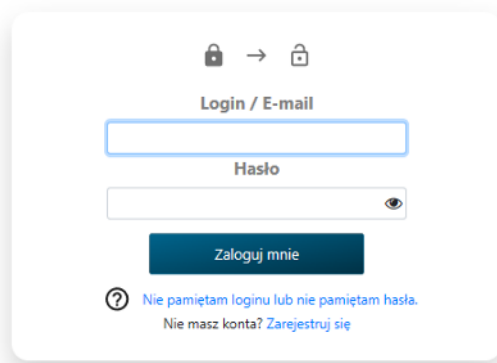 Login / E-mail
Hasło
Zaloguj mnie
Nie pamiętam loginu lub nie pamiętam hasła.
Nie masz konta? Zarejestruj się